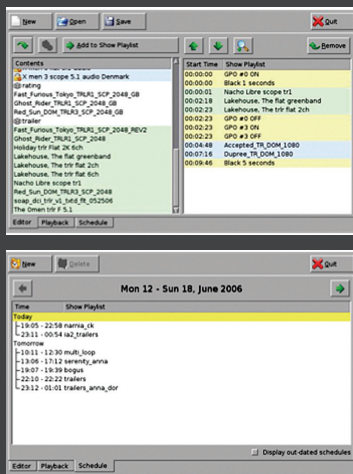 New Open Save Quit
Add to Show Playlist Remove
Contents
X men 3 scope 5.1 audio Denmark
rating
Fast_Furious_Tokyo_TRLR1_SCP_2048_GB
Ghost_Rider_TRLR1_SCP_2048_GB
Red_Sun_DOM_TRLR3_SCP_2048_GB
trailer
Fast_Furious_Tokyo_TRLR1_SCP_2048_REV2
Ghost_Rider_TRLR1_SCP_2048
Holiday trlr Flat 2K 6ch
Lakehouse, The flat greenband
Lakehouse, The trlr flat 2ch
Lakehouse, The trlr flat 6ch
Nacho Libre scope tr1
Red_Sun_DOM_TRLR3_SCP_2048
soap_dci_trlr_v1_tx6d_flt_052506
The Omen trlr F 5.1
Start Time Show Playlist
00:00:00 GPO #0 ON
00:00:00 Black 1 seconds
00:00:01 Nacho Libre scope tr1
00:02:18 Lakehouse, The flat greenband
00:02:23 Lakehouse, The trlr flat 2ch
00:02:23 GPO #0 OFF
00:02:23 GPO #3 ON
00:02:23 GPO #3 OFF
00:04:48 Accepted_TR_DOM_1080
00:07:16 Dupree_TR_DOM_1080
00:09:46 Black 5 seconds
Editor Playback Schedule
New Delete Quit
Mon 12 - Sun 18, June 2006
Time Show Playlist
Today
19:05 - 22:58 narnia_ck
23:11 - 00:54 ia2_trailers
Tomorrow
10:11 - 12:30 multi_loop
13:06 - 17:12 serenity_anna
19:07 - 19:39 bogus
22:10 - 22:22 trailers
23:12 - 01:01 trailers_anna_dor
Display out-dated schedules
Editor Playback Schedule